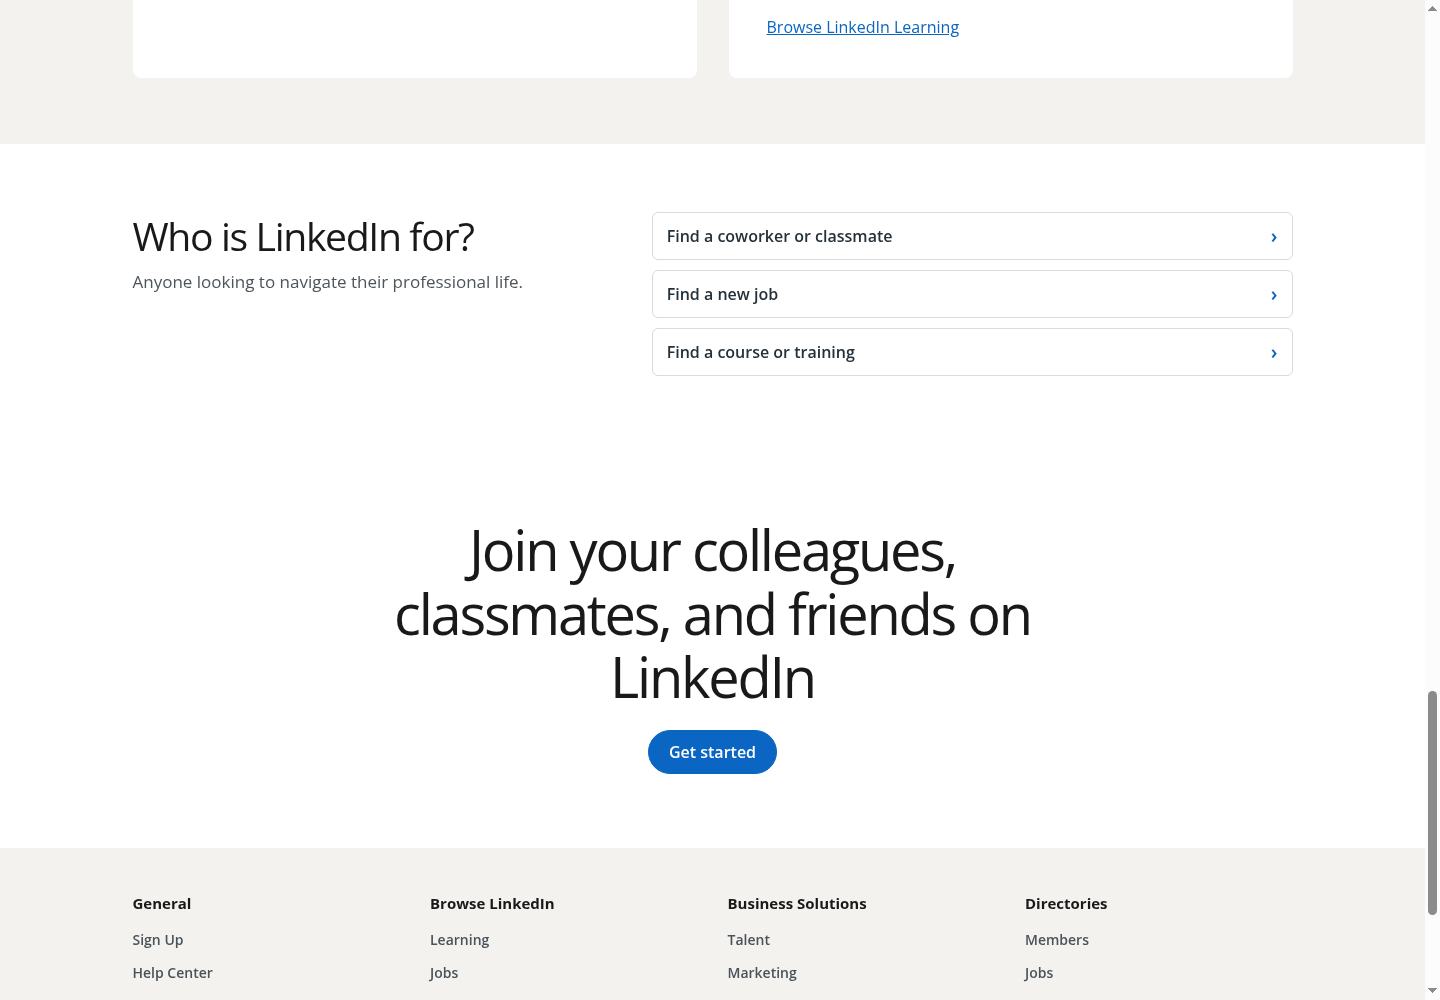 Browse LinkedIn Learning
Who is LinkedIn for?
Anyone looking to navigate their professional life.
Find a coworker or classmate
Find a new job
Find a course or training
Join your colleagues,
classmates, and friends on
LinkedIn
Get started
General
Sign Up
Help Center
Browse LinkedIn
Learning
Jobs
Business Solutions
Talent
Marketing
Directories
Members
Jobs